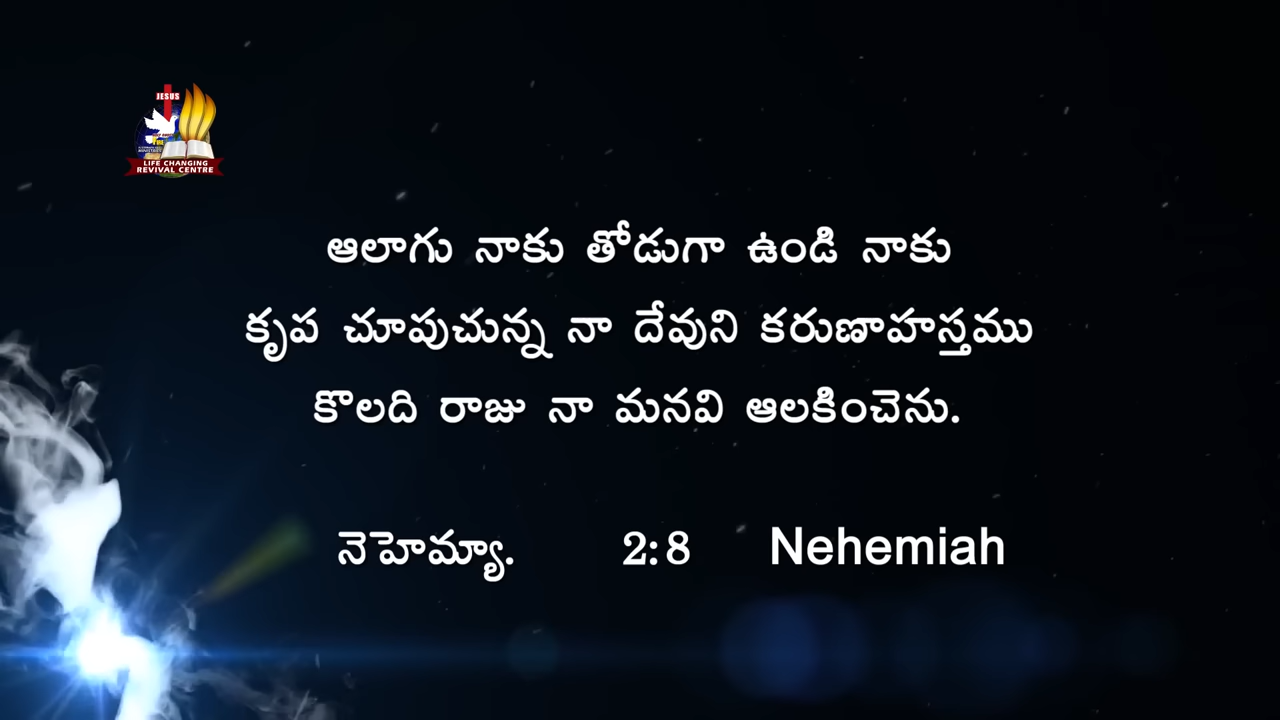 JESUS
LIFE CHANGING
REVIVAL CENTRE
ఆలాగు నాకు తోడుగా ఉండి నాకు
కృప చూపుచున్న నా దేవుని కరుణాహస్తము
కొలది రాజు నా మనవి ఆలకించెను.
నెహెమ్యా. 2:8 Nehemiah